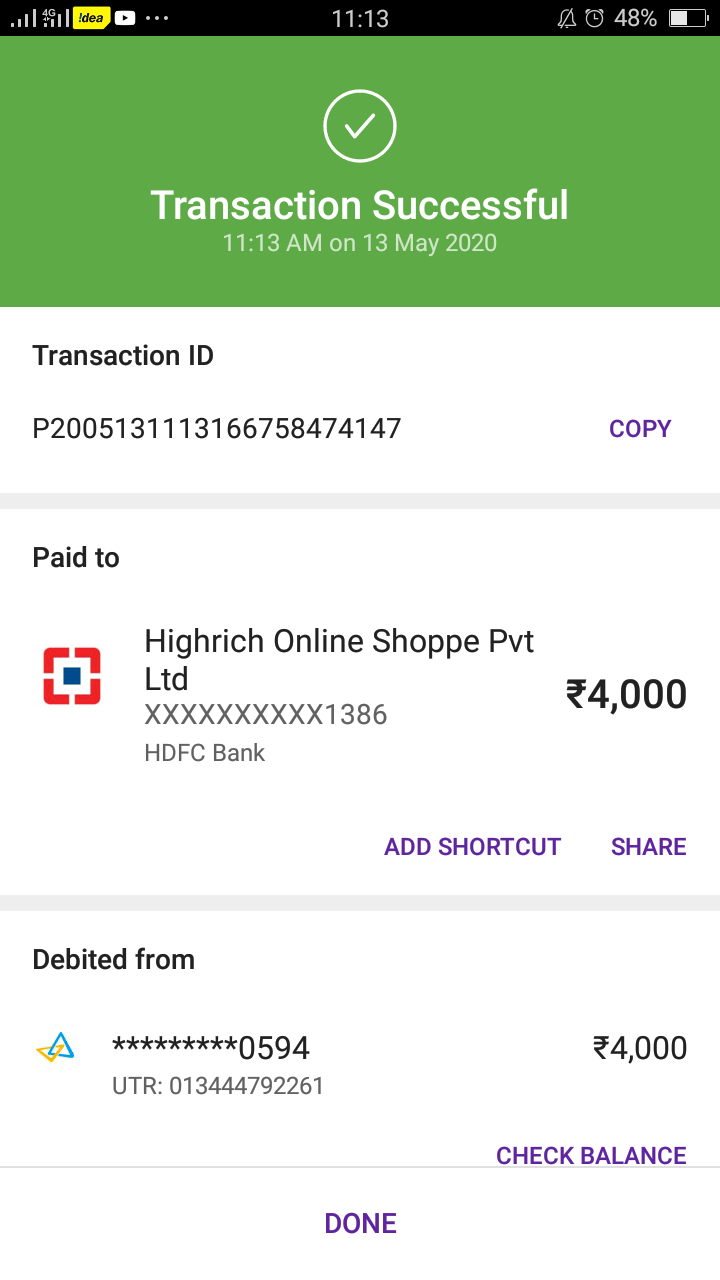 4G !dea ... 11:13 48%
Transaction Successful
11:13 AM on 13 May 2020
Transaction ID
P2005131113166758474147 COPY
Paid to
Highrich Online Shoppe Pvt
Ltd
₹4,000
XXXXXXXXXX1386
HDFC Bank
ADD SHORTCUT SHARE
Debited from
*********0594 ₹4,000
UTR: 013444792261
CHECK BALANCE
DONE